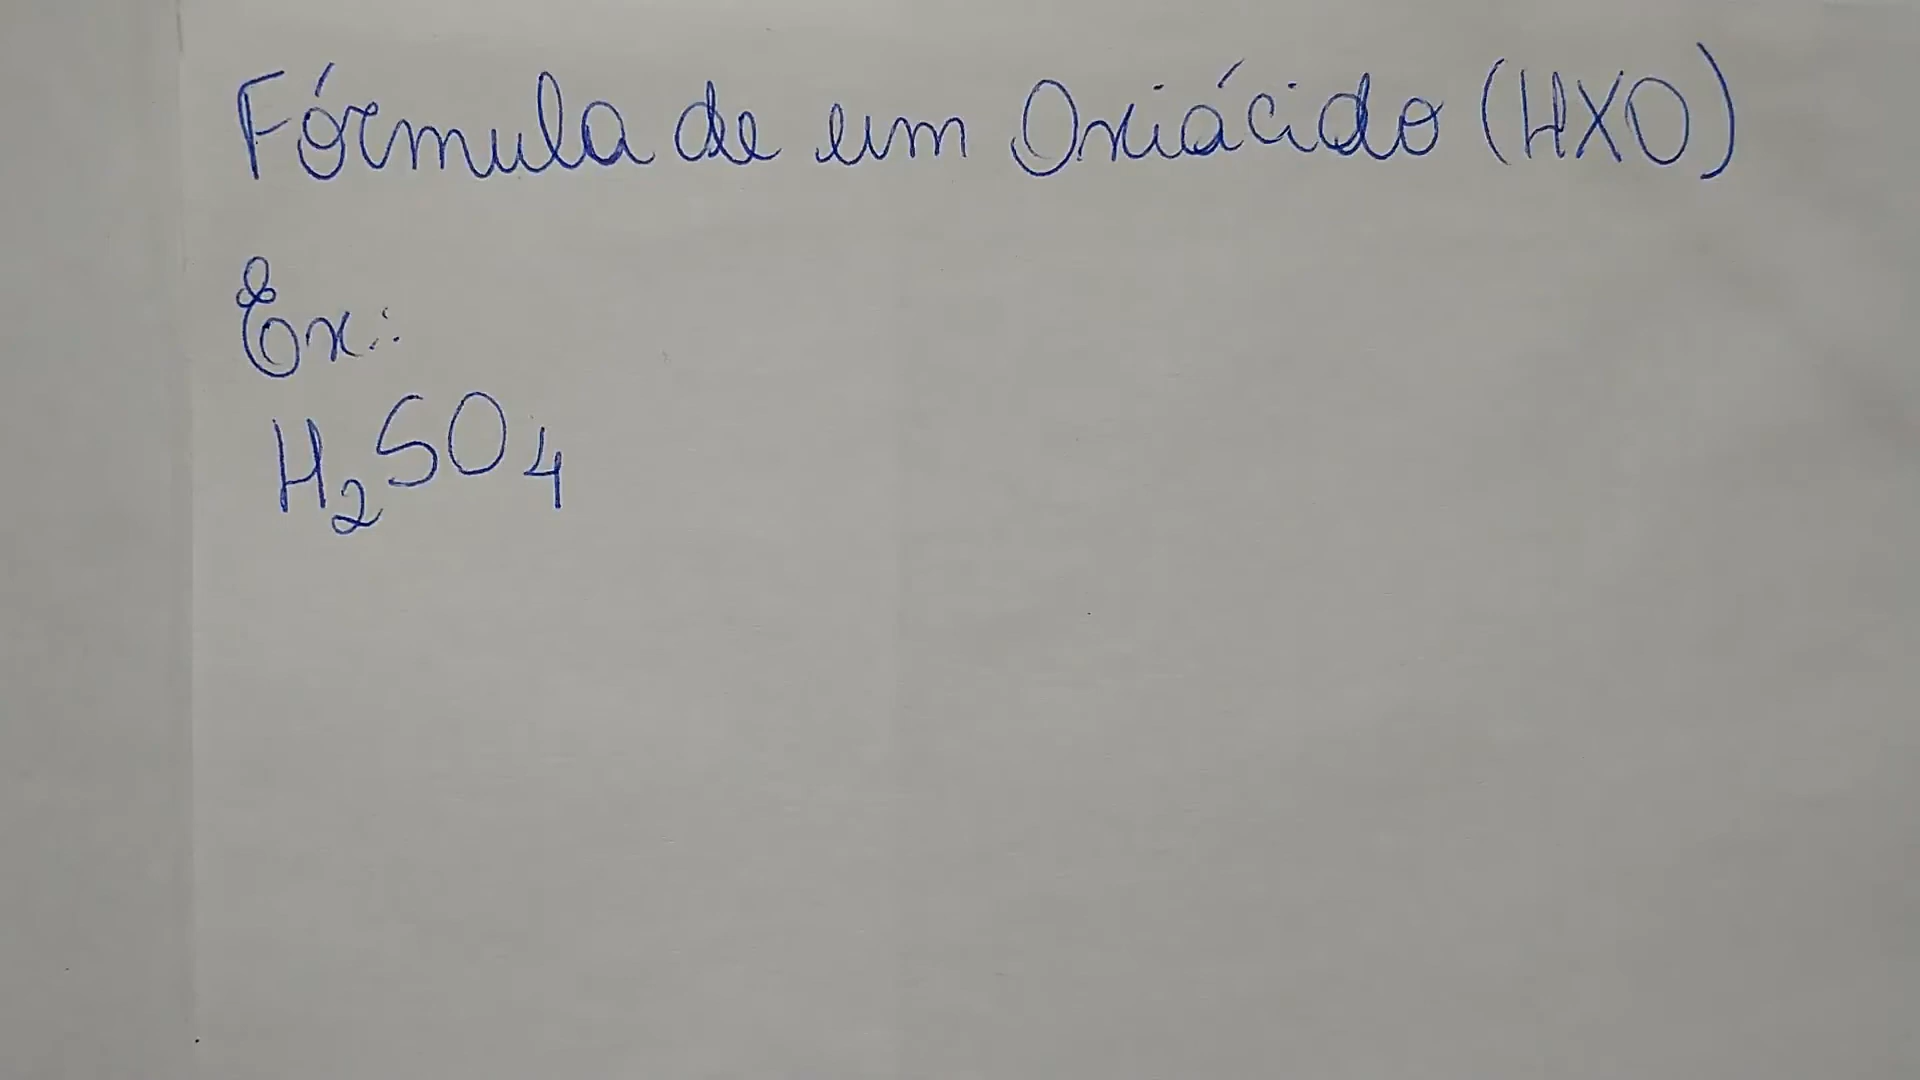 Fórmula de um Oxiácido (HXO)
Ex:
H₂SO₄